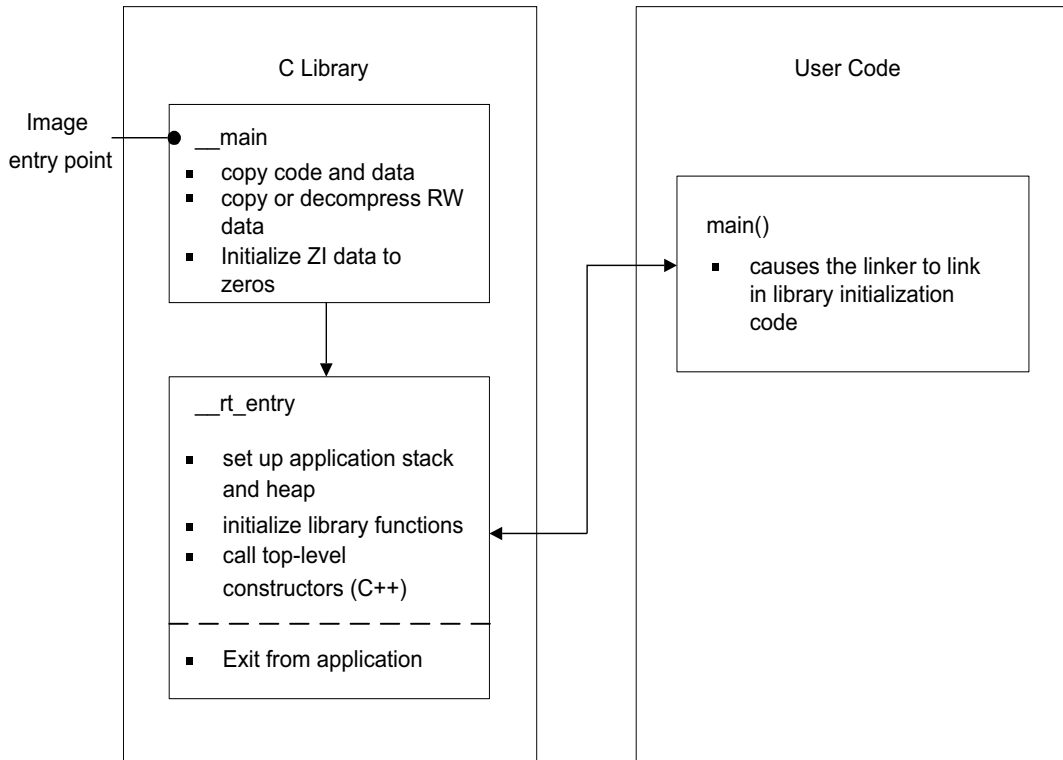 C Library
User Code
Image
entry point
__main
▪ copy code and data
▪ copy or decompress RW
data
▪ Initialize ZI data to
zeros
main()
▪ causes the linker to link
in library initialization
code
__rt_entry
▪ set up application stack
and heap
▪ initialize library functions
▪ call top-level
constructors (C++)
▪ Exit from application